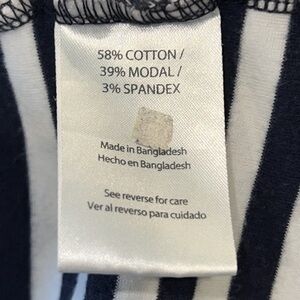 58% COTTON /
39% MODAL /
3% SPANDEX
Made in Bangladesh
Hecho en Bangladesh
See reverse for care
Ver al reverso para cuidado